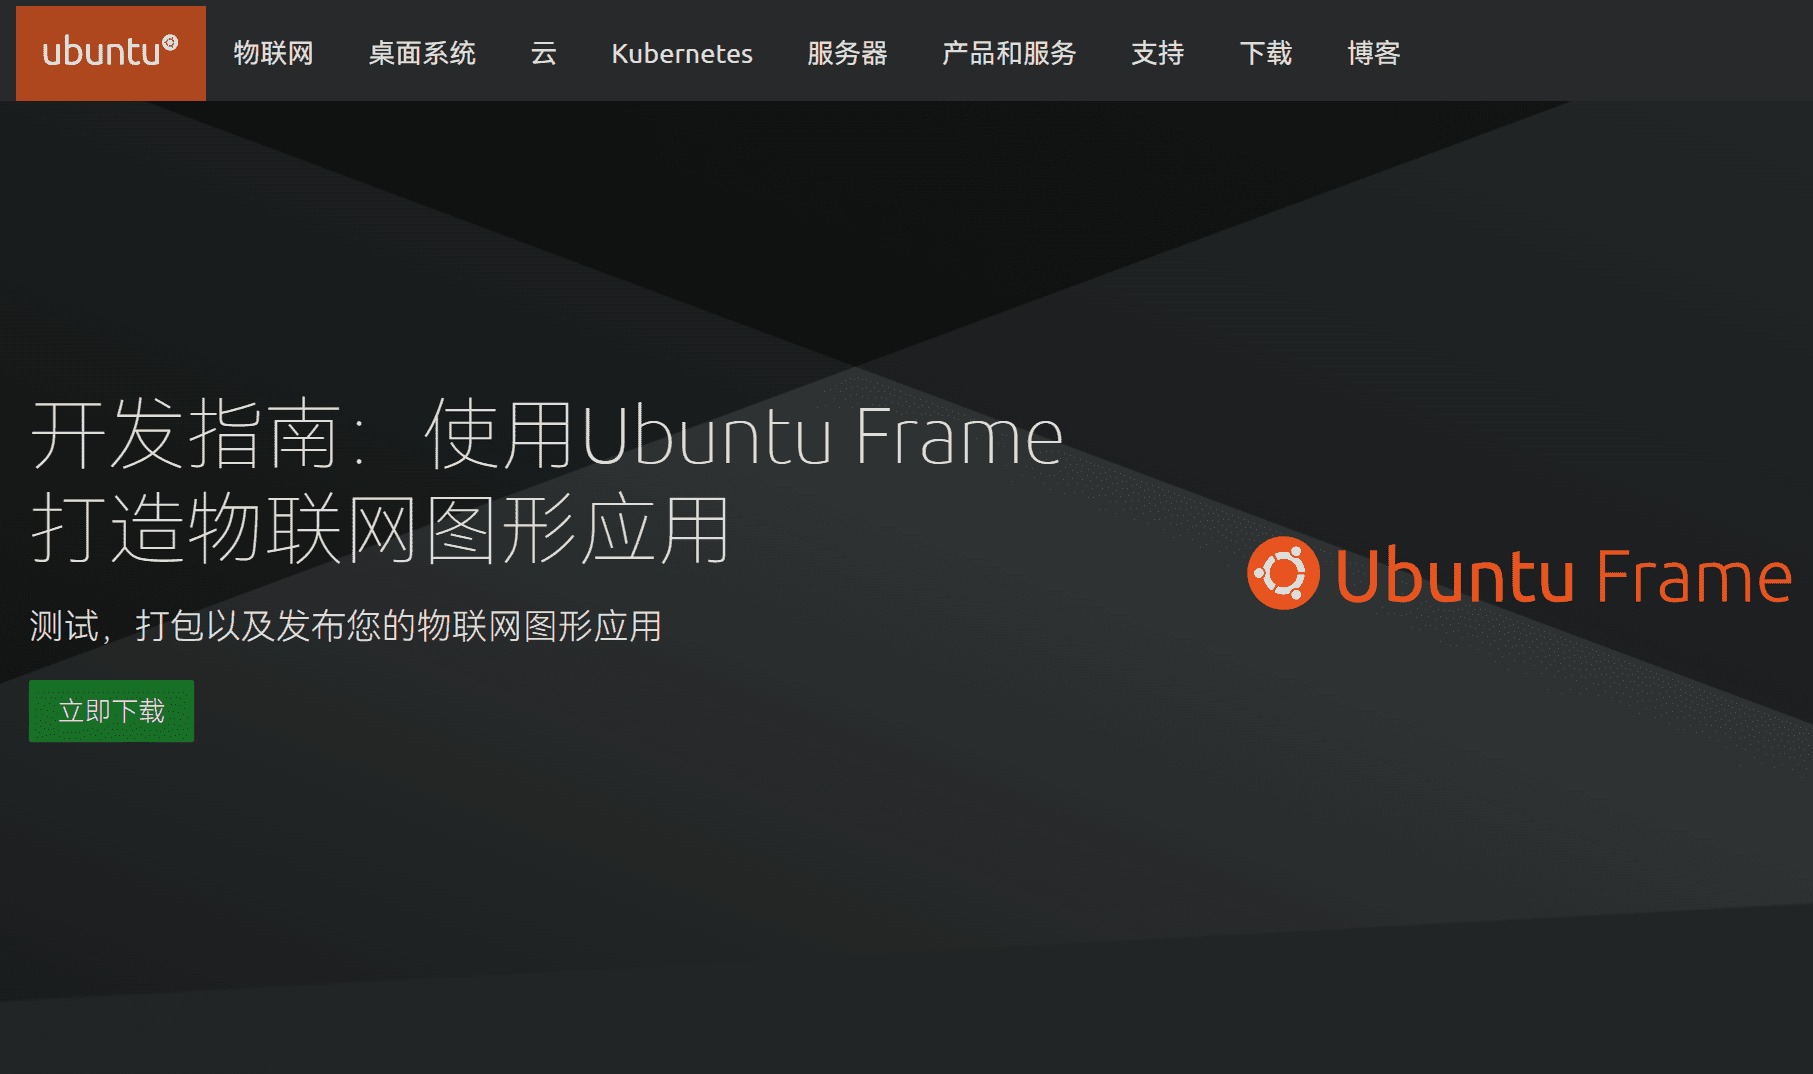 ubuntu 物联网 桌面系统 云 Kubernetes 服务器 产品和服务 支持 下载 博客
开发指南：使用Ubuntu Frame
打造物联网图形应用
测试，打包以及发布您的物联网图形应用
立即下载
Ubuntu Frame